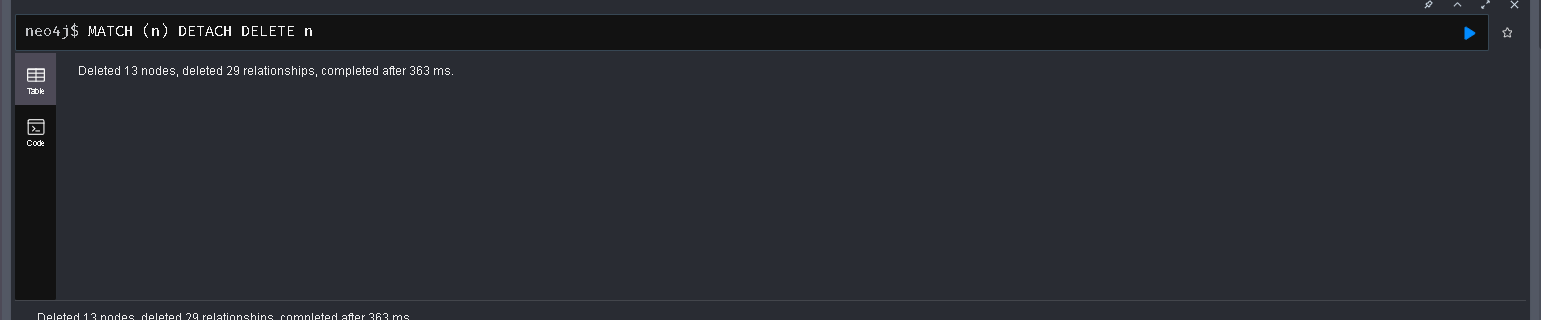 neo4j$ MATCH (n) DETACH DELETE n
Deleted 13 nodes, deleted 29 relationships, completed after 363 ms.
Table
Code
Deleted 13 nodes, deleted 29 relationships, completed after 363 ms.